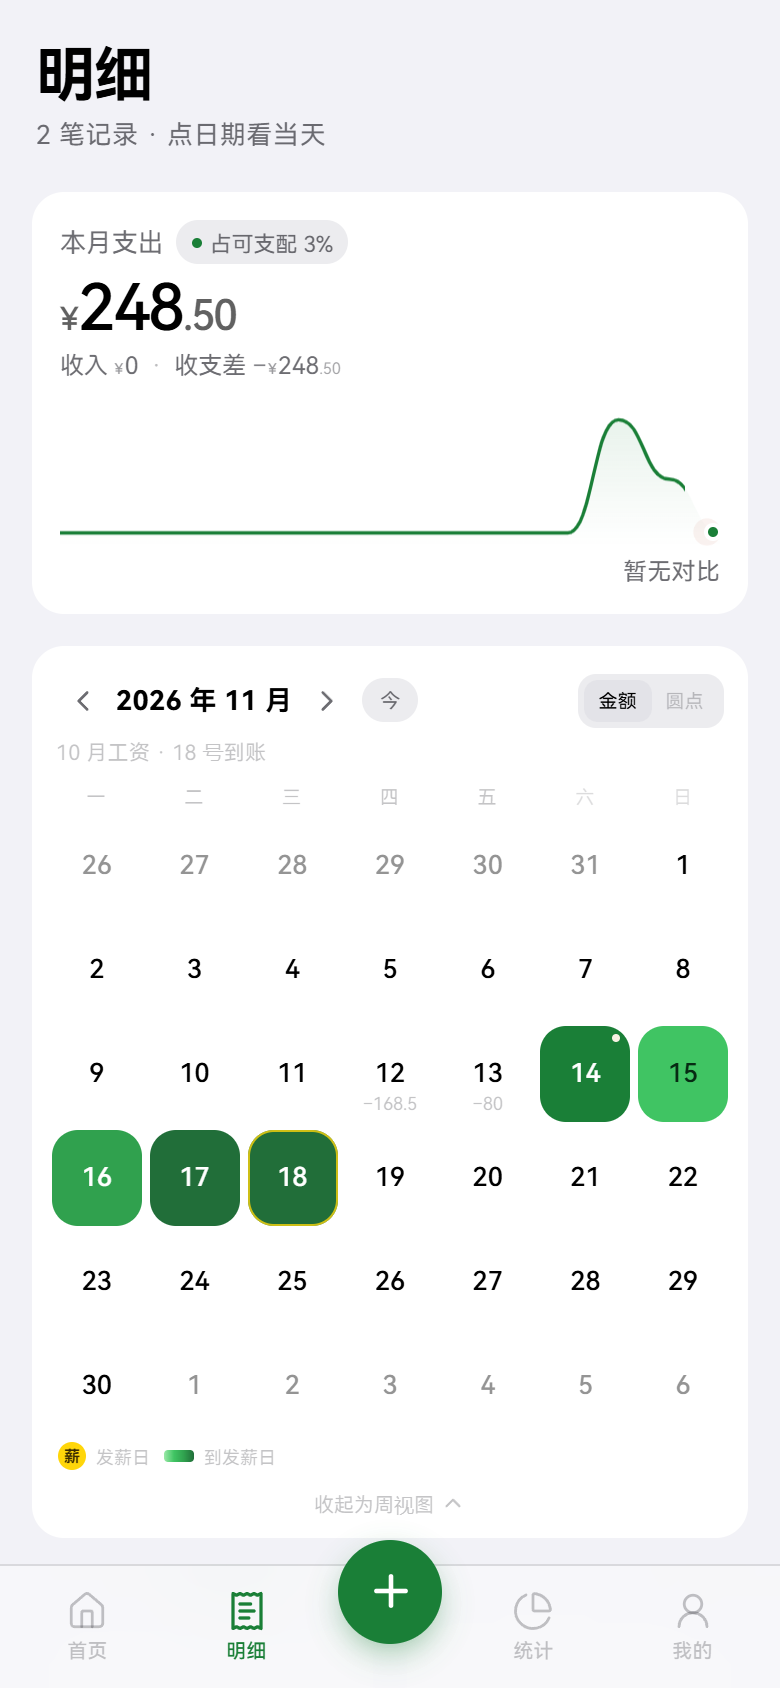 明细
2 笔记录 · 点日期看当天
本月支出 占可支配 3%
¥248.50
收入 ¥0 · 收支差 −¥248.50
暂无对比
2026 年 11 月 今 金额 圆点
10 月工资 · 18 号到账
一 二 三 四 五 六 日
26 27 28 29 30 31 1
2 3 4 5 6 7 8
9 10 11 12 13 14 15
−168.5 −80
16 17 18 19 20 21 22
23 24 25 26 27 28 29
30 1 2 3 4 5 6
薪 发薪日 到发薪日
收起为周视图
首页 明细 统计 我的